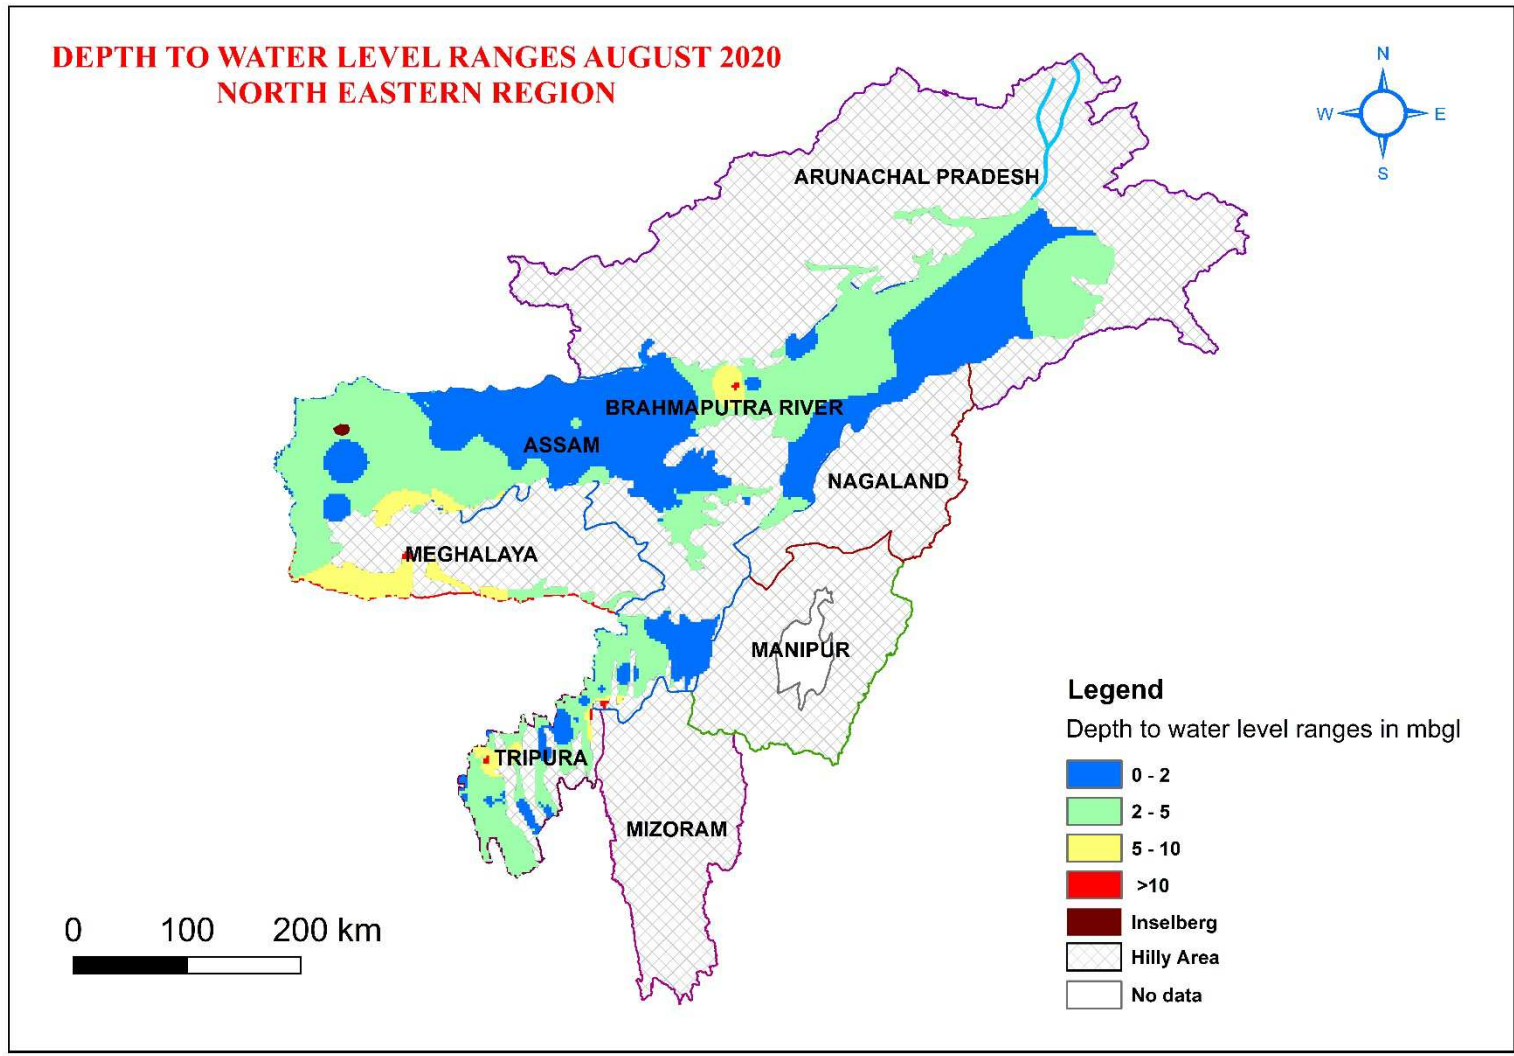 DEPTH TO WATER LEVEL RANGES AUGUST 2020
NORTH EASTERN REGION
N
W
E
S
ARUNACHAL PRADESH
BRAHMAPUTRA RIVER
ASSAM
NAGALAND
MEGHALAYA
MANIPUR
TRIPURA
MIZORAM
Legend
Depth to water level ranges in mbgl
0 - 2
2 - 5
5 - 10
>10
Inselberg
Hilly Area
No data
0 100 200 km